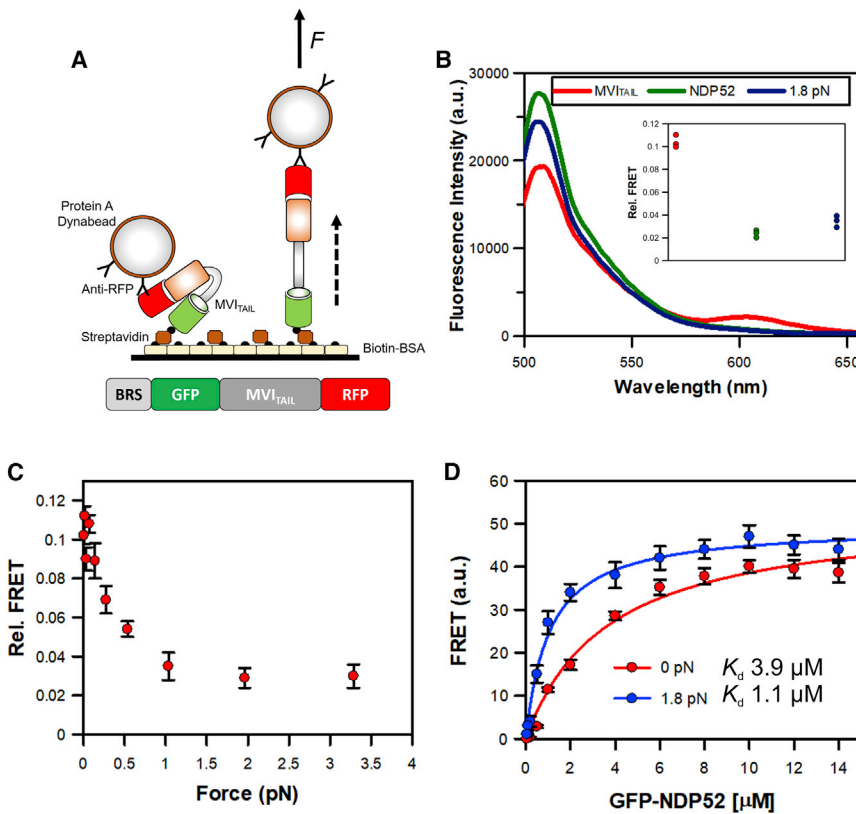 A
F
Protein A
Dynabead
Anti-RFP
MVITAIL
Streptavidin
Biotin-BSA
BRS GFP MVITAIL RFP
B
30000
20000
10000
0
500 550 600 650
Fluorescence Intensity (a.u.)
Wavelength (nm)
MVITAIL NDP52 1.8 pN
0.12
0.1
0.08
0.06
0.04
0.02
0
Rel. FRET
C
0.12
0.1
0.08
0.06
0.04
0.02
0
0 0.5 1 1.5 2 2.5 3 3.5 4
Rel. FRET
Force (pN)
D
60
50
40
30
20
10
0
0 2 4 6 8 10 12 14
FRET (a.u.)
GFP-NDP52 [µM]
0 pN Kd 3.9 µM
1.8 pN Kd 1.1 µM